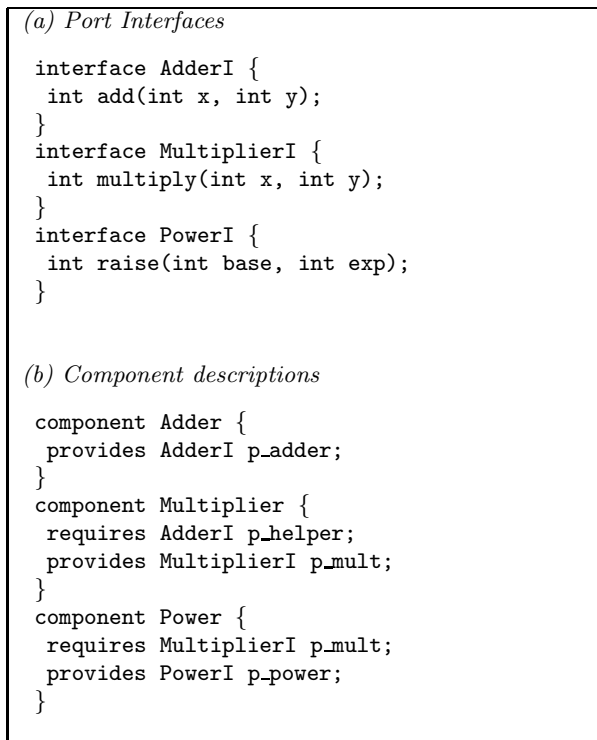 (a) Port Interfaces
interface AdderI {
int add(int x, int y);
}
interface MultiplierI {
int multiply(int x, int y);
}
interface PowerI {
int raise(int base, int exp);
}
(b) Component descriptions
component Adder {
provides AdderI p_adder;
}
component Multiplier {
requires AdderI p_helper;
provides MultiplierI p_mult;
}
component Power {
requires MultiplierI p_mult;
provides PowerI p_power;
}